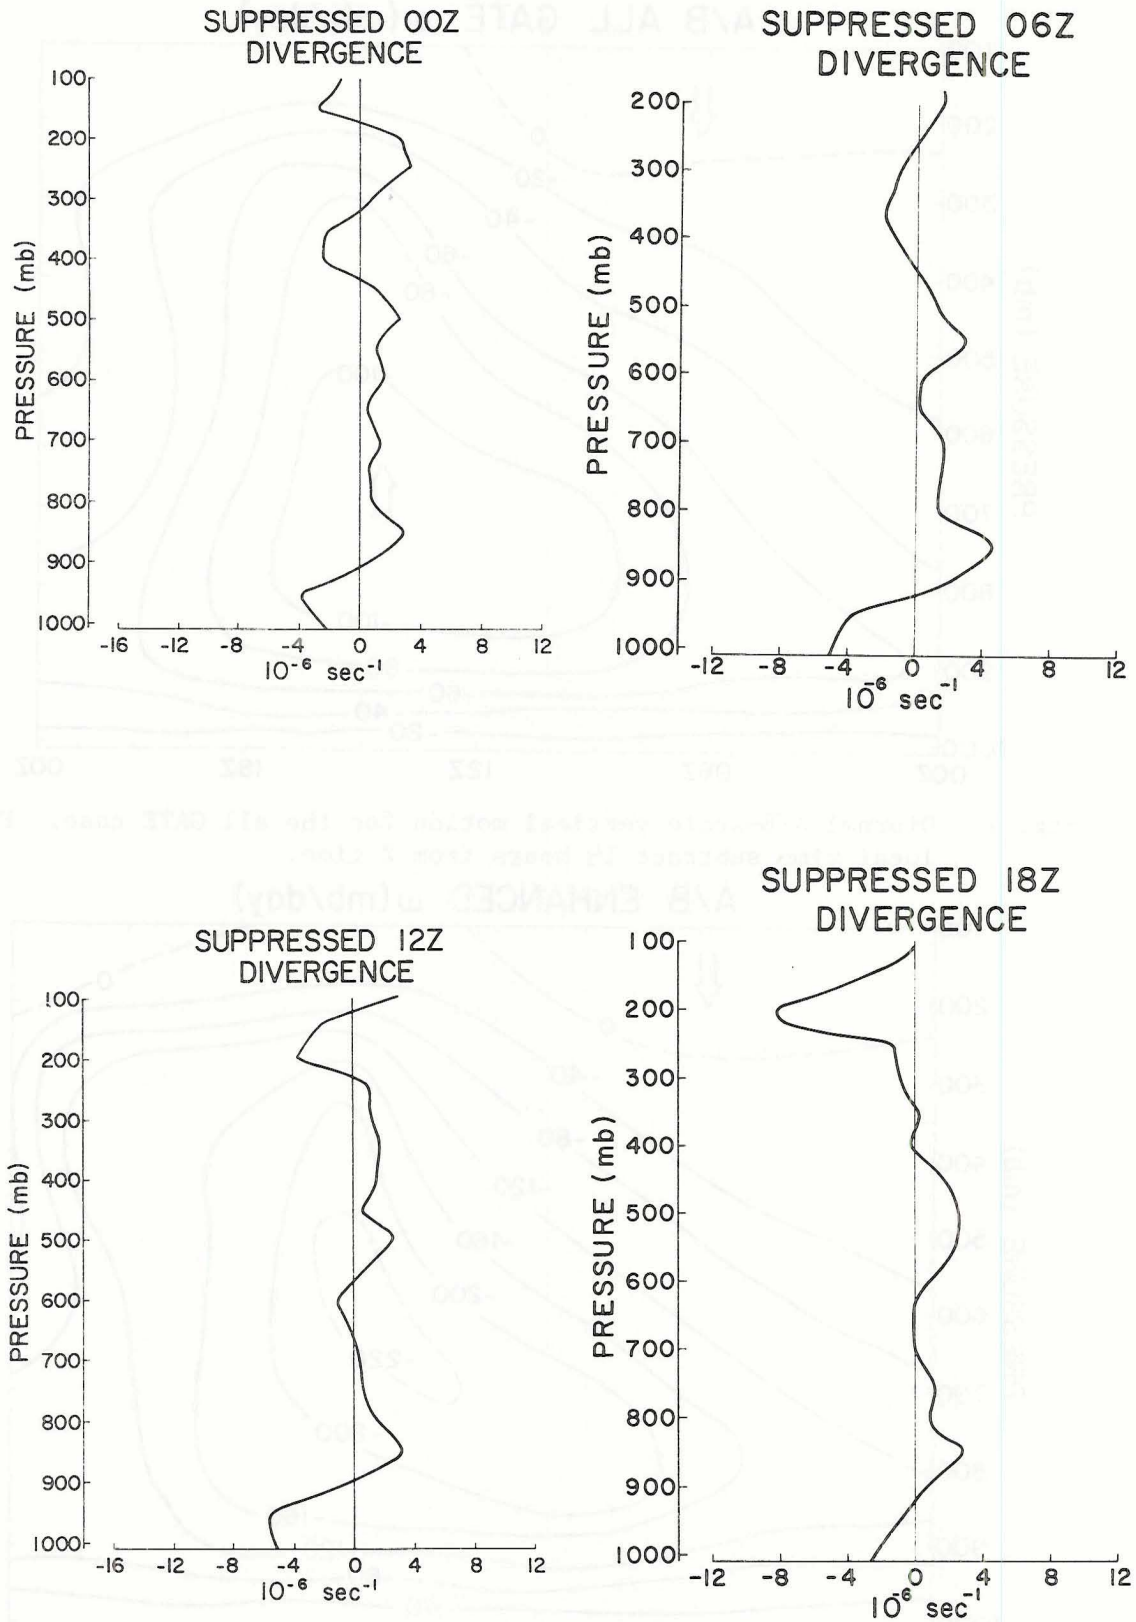 SUPPRESSED 00Z
DIVERGENCE
100
200
300
400
500
600
700
800
900
1000
PRESSURE (mb)
-16 -12 -8 -4 0 4 8 12
10⁻⁶ sec⁻¹
SUPPRESSED 06Z
DIVERGENCE
200
300
400
500
600
700
800
900
1000
PRESSURE (mb)
-12 -8 -4 0 4 8 12
10⁻⁶ sec⁻¹
SUPPRESSED 12Z
DIVERGENCE
100
200
300
400
500
600
700
800
900
1000
PRESSURE (mb)
-16 -12 -8 -4 0 4 8 12
10⁻⁶ sec⁻¹
SUPPRESSED 18Z
DIVERGENCE
100
200
300
400
500
600
700
800
900
1000
PRESSURE (mb)
-12 -8 -4 0 4 8 12
10⁻⁶ sec⁻¹